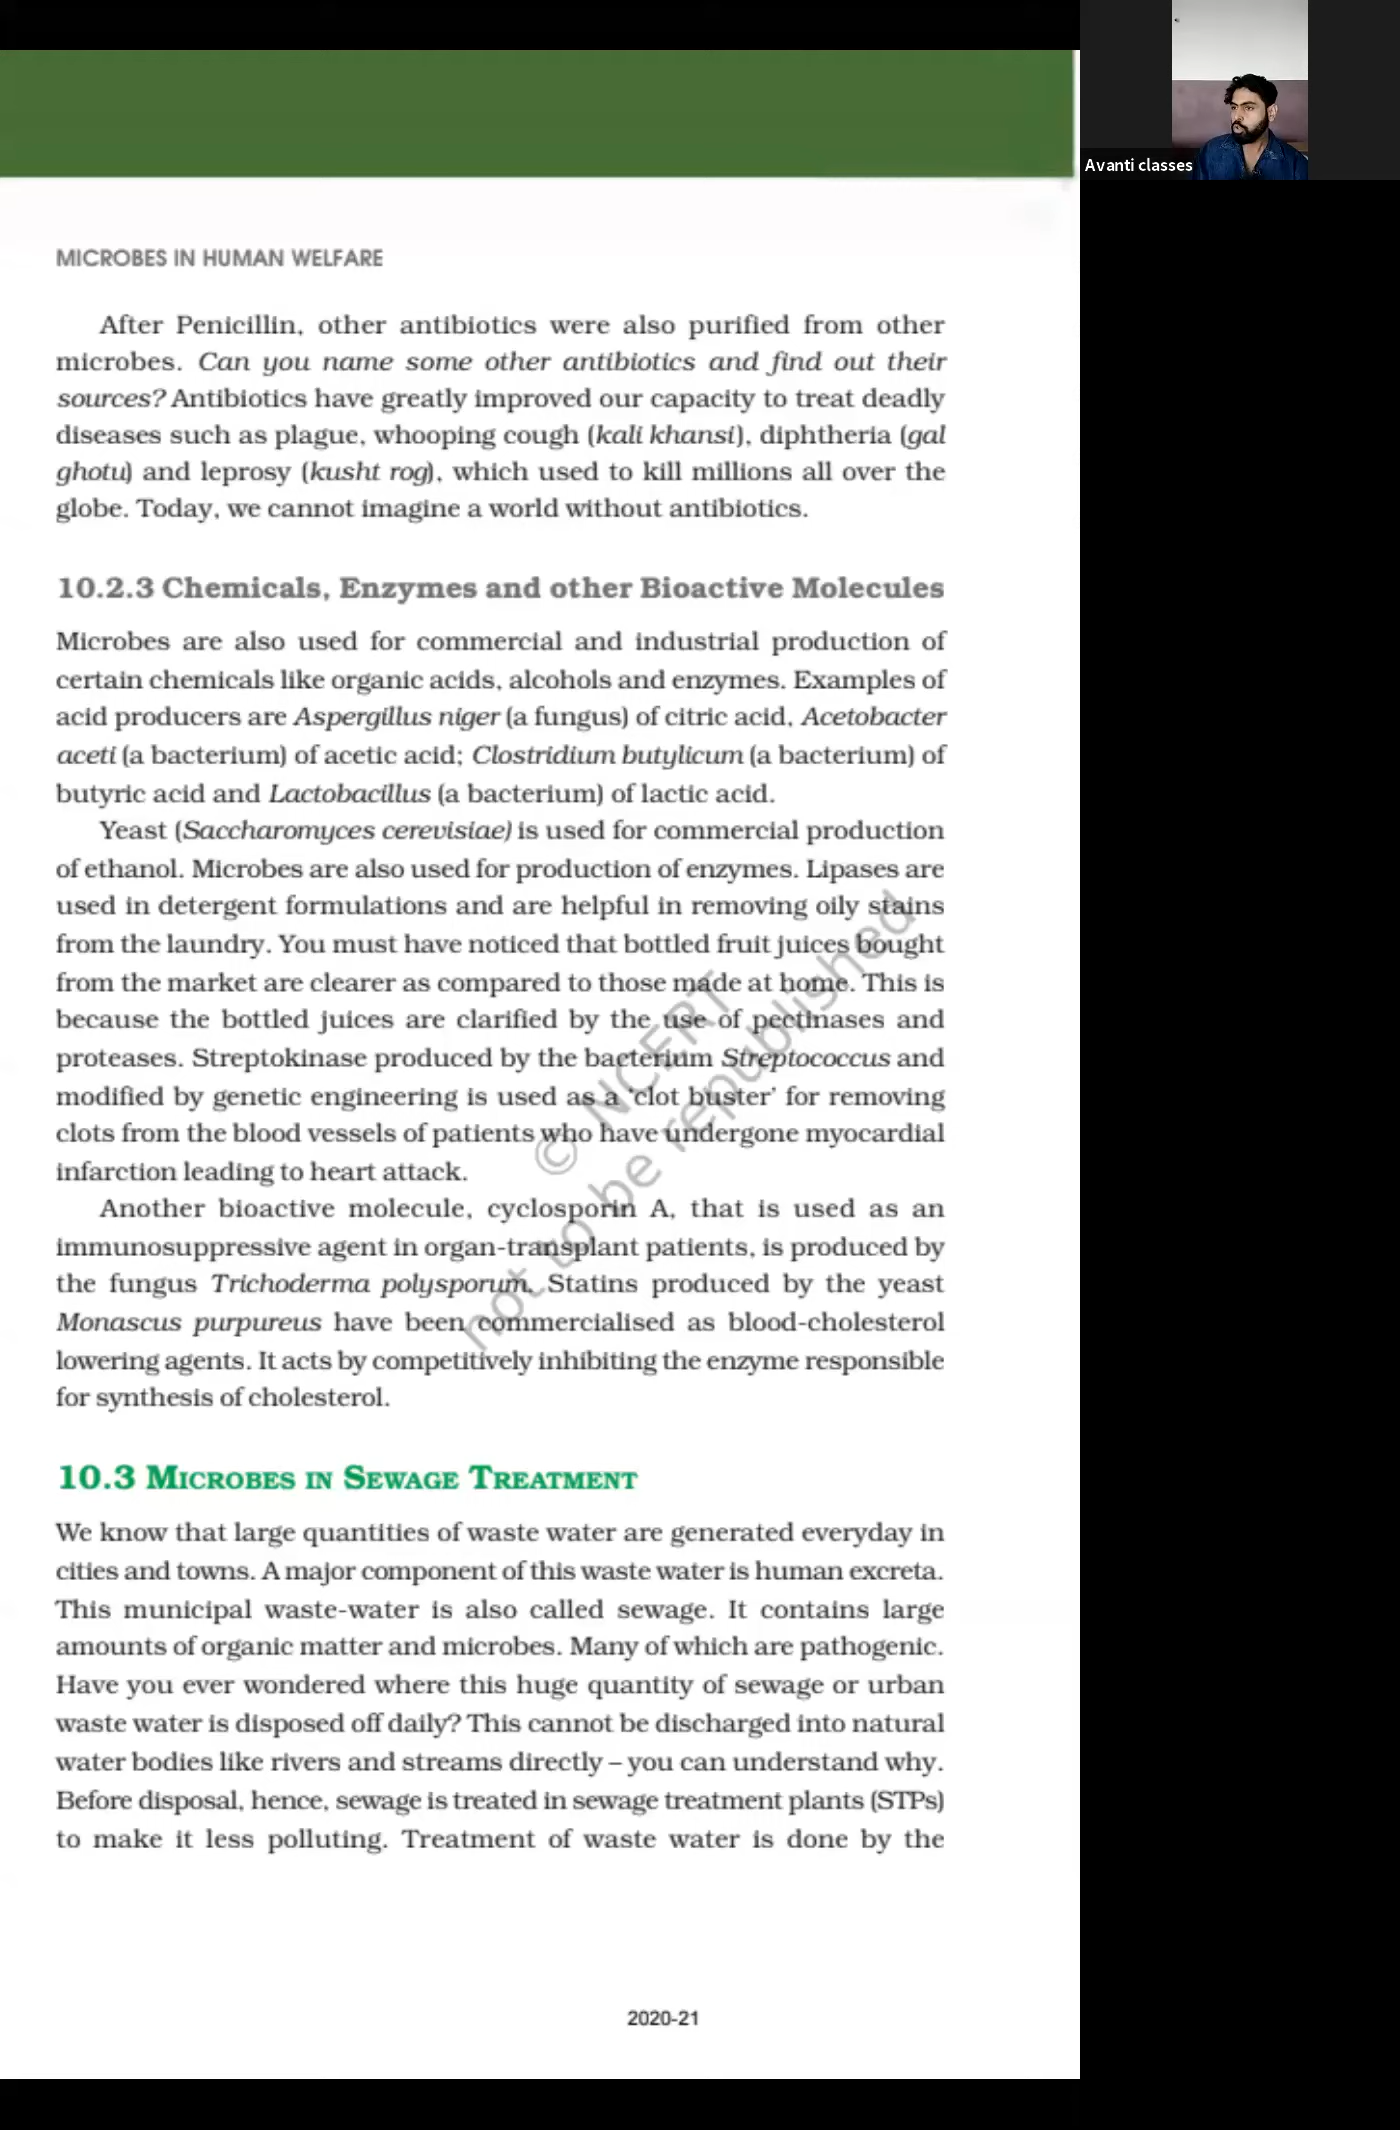 Avanti classes
MICROBES IN HUMAN WELFARE
After Penicillin, other antibiotics were also purified from other
microbes. Can you name some other antibiotics and find out their
sources? Antibiotics have greatly improved our capacity to treat deadly
diseases such as plague, whooping cough (kali khansi), diphtheria (gal
ghotu) and leprosy (kusht rog), which used to kill millions all over the
globe. Today, we cannot imagine a world without antibiotics.
10.2.3 Chemicals, Enzymes and other Bioactive Molecules
Microbes are also used for commercial and industrial production of
certain chemicals like organic acids, alcohols and enzymes. Examples of
acid producers are Aspergillus niger (a fungus) of citric acid, Acetobacter
aceti (a bacterium) of acetic acid; Clostridium butylicum (a bacterium) of
butyric acid and Lactobacillus (a bacterium) of lactic acid.
Yeast (Saccharomyces cerevisiae) is used for commercial production
of ethanol. Microbes are also used for production of enzymes. Lipases are
used in detergent formulations and are helpful in removing oily stains
from the laundry. You must have noticed that bottled fruit juices bought
from the market are clearer as compared to those made at home. This is
because the bottled juices are clarified by the use of pectinases and
proteases. Streptokinase produced by the bacterium Streptococcus and
modified by genetic engineering is used as a ‘clot buster’ for removing
clots from the blood vessels of patients who have undergone myocardial
infarction leading to heart attack.
Another bioactive molecule, cyclosporin A, that is used as an
immunosuppressive agent in organ-transplant patients, is produced by
the fungus Trichoderma polysporum. Statins produced by the yeast
Monascus purpureus have been commercialised as blood-cholesterol
lowering agents. It acts by competitively inhibiting the enzyme responsible
for synthesis of cholesterol.
© NCERT
not to be republished
10.3 MICROBES IN SEWAGE TREATMENT
We know that large quantities of waste water are generated everyday in
cities and towns. A major component of this waste water is human excreta.
This municipal waste-water is also called sewage. It contains large
amounts of organic matter and microbes. Many of which are pathogenic.
Have you ever wondered where this huge quantity of sewage or urban
waste water is disposed off daily? This cannot be discharged into natural
water bodies like rivers and streams directly – you can understand why.
Before disposal, hence, sewage is treated in sewage treatment plants (STPs)
to make it less polluting. Treatment of waste water is done by the
2020-21